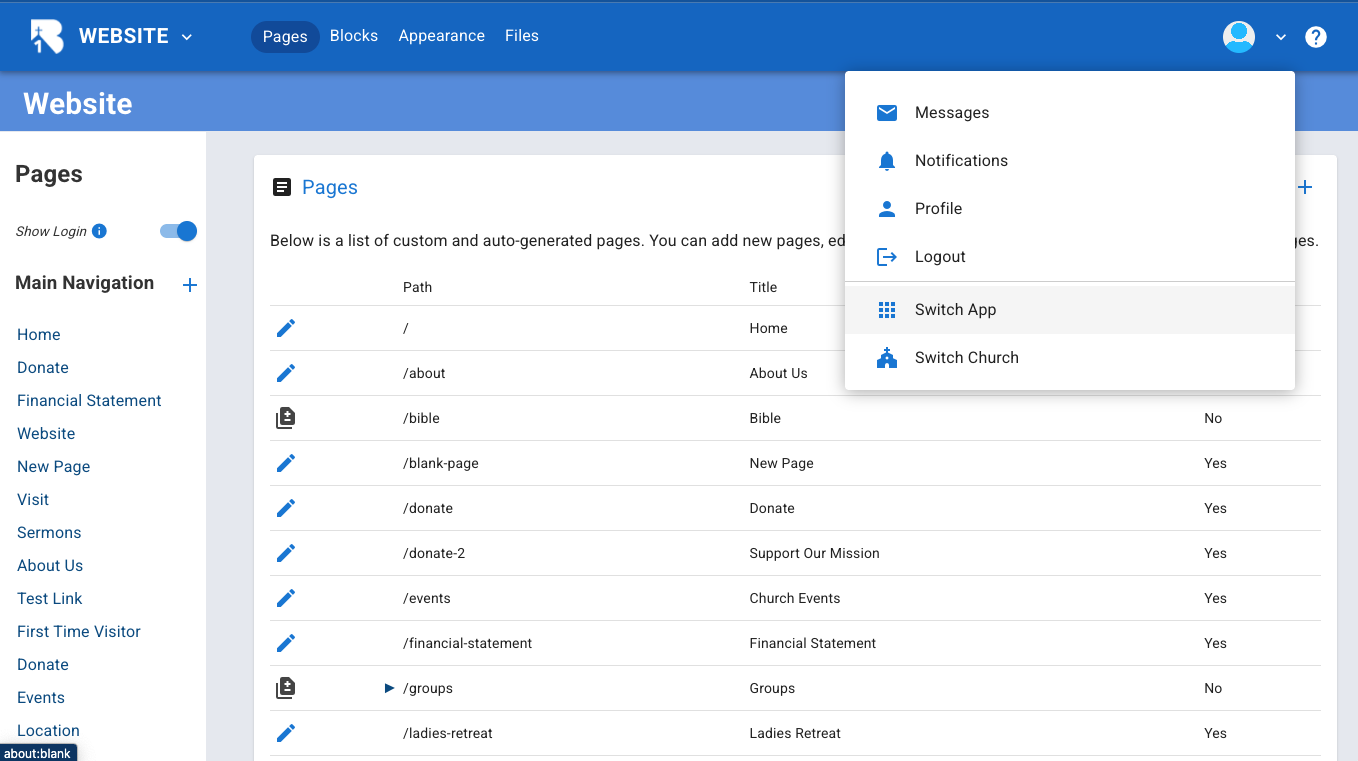 WEBSITE
Pages
Blocks
Appearance
Files
?
Website
Messages
Notifications
Profile
Logout
Switch App
Switch Church
Pages
Show Login i
Main Navigation +
Home
Donate
Financial Statement
Website
New Page
Visit
Sermons
About Us
Test Link
First Time Visitor
Donate
Events
Location
about:blank
Pages +
Below is a list of custom and auto-generated pages. You can add new pages, ed ges.
Path Title
/ Home
/about About Us
/bible Bible No
/blank-page New Page Yes
/donate Donate Yes
/donate-2 Support Our Mission Yes
/events Church Events Yes
/financial-statement Financial Statement Yes
/groups Groups No
/ladies-retreat Ladies Retreat Yes